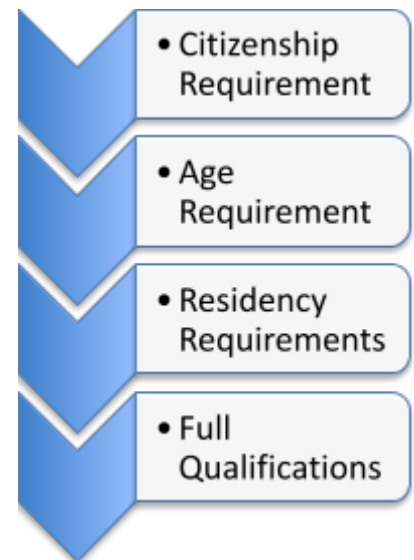 • Citizenship
Requirement
• Age
Requirement
• Residency
Requirements
• Full
Qualifications